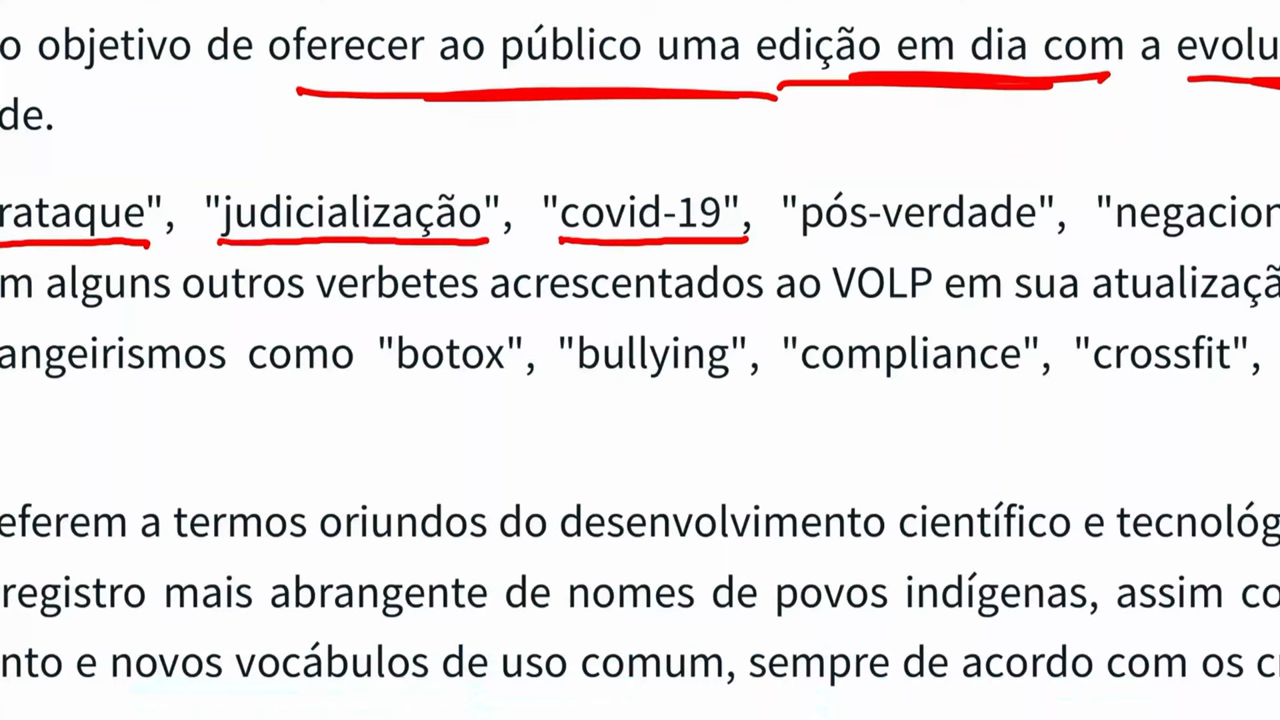 o objetivo de oferecer ao público uma edição em dia com a evolu
de.
rataque", "judicialização", "covid-19", "pós-verdade", "negacion
m alguns outros verbetes acrescentados ao VOLP em sua atualizaçã
angeirismos como "botox", "bullying", "compliance", "crossfit",
eferem a termos oriundos do desenvolvimento científico e tecnológ
registro mais abrangente de nomes de povos indígenas, assim co
nto e novos vocábulos de uso comum, sempre de acordo com os cr